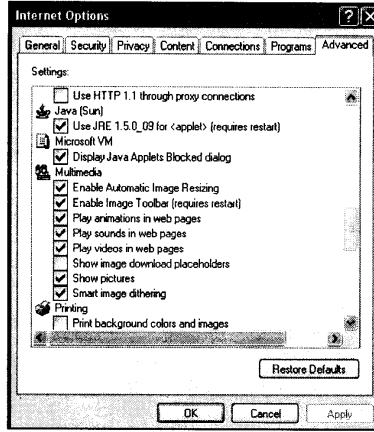 Internet Options
General Security Privacy Content Connections Programs Advanced
Settings:
Use HTTP 1.1 through proxy connections
Java (Sun)
Use JRE 1.5.0_09 for <applet> (requires restart)
Microsoft VM
Display Java Applets Blocked dialog
Multimedia
Enable Automatic Image Resizing
Enable Image Toolbar (requires restart)
Play animations in web pages
Play sounds in web pages
Play videos in web pages
Show image download placeholders
Show pictures
Smart image dithering
Printing
Print background colors and images
Restore Defaults
OK Cancel Apply